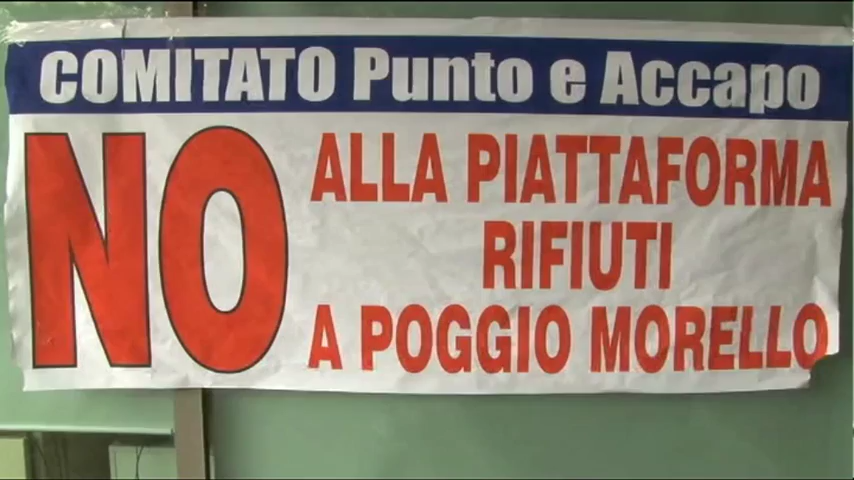 COMITATO Punto e Accapo
NO
ALLA PIATTAFORMA
RIFIUTI
A POGGIO MORELLO